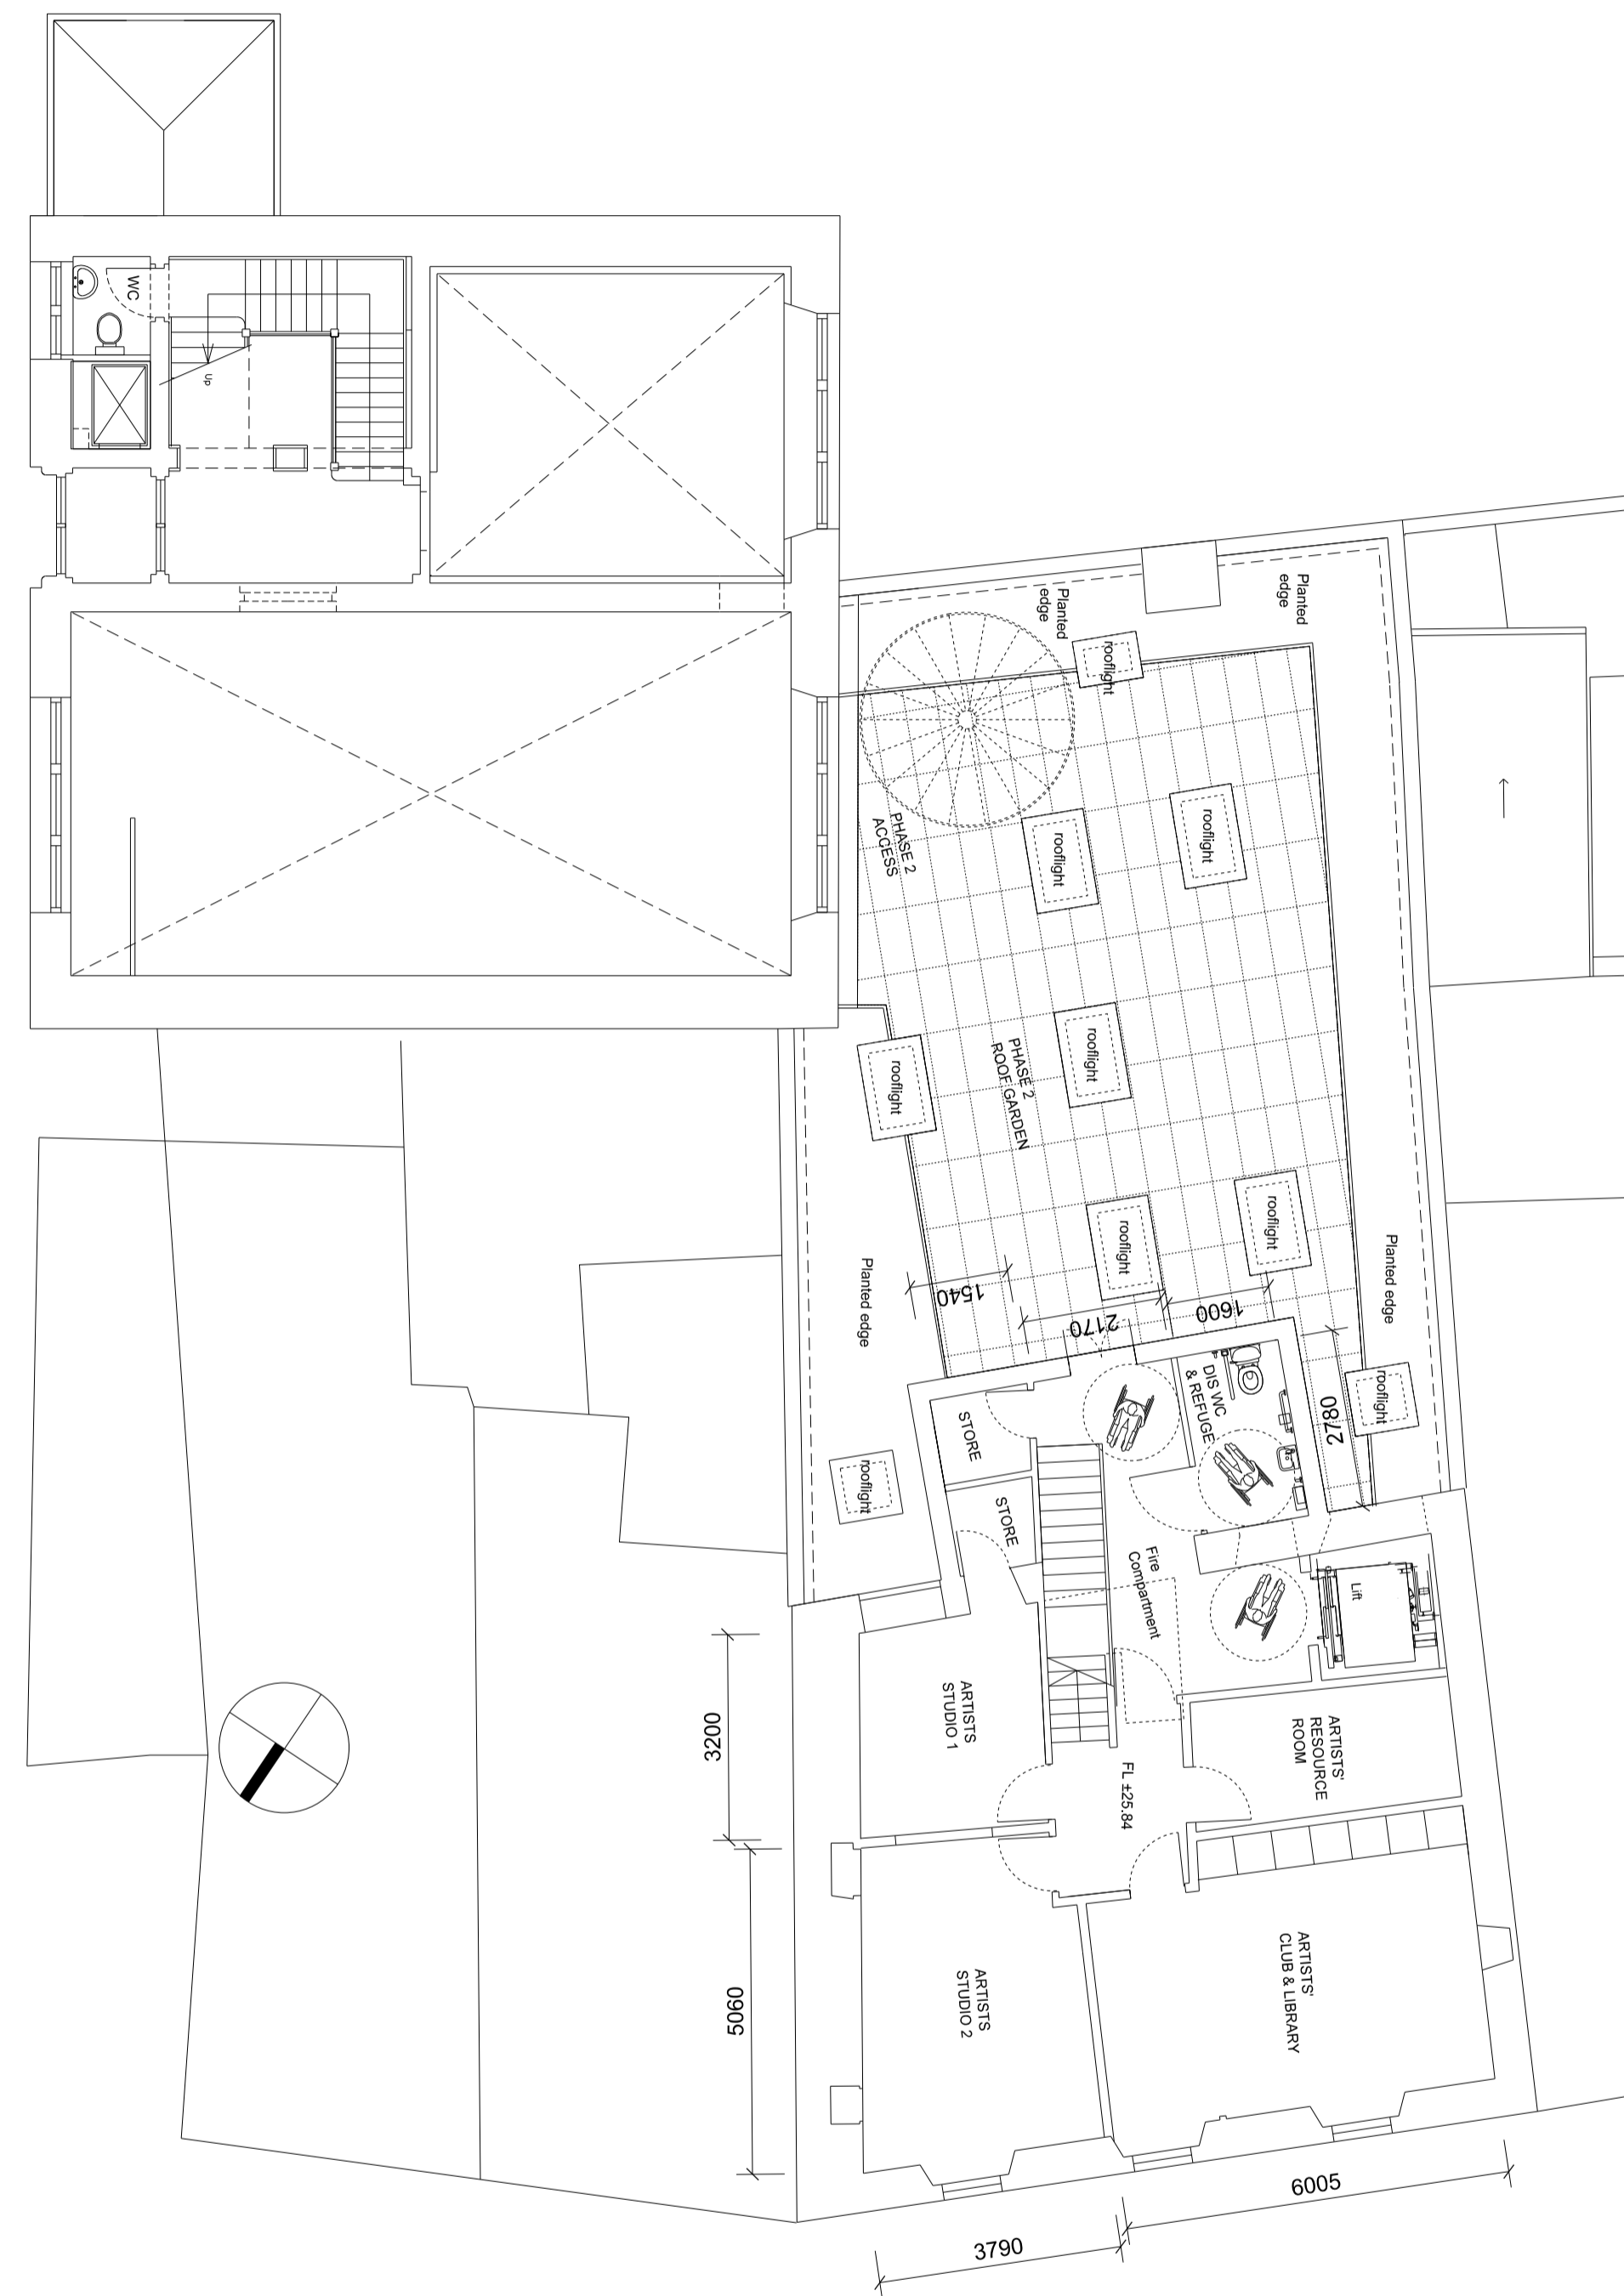 WC
Up
Planted
edge
Planted
edge
rooflight
rooflight
rooflight
PHASE 2
ACCESS
rooflight
PHASE 2
ROOF GARDEN
rooflight
rooflight
rooflight
Planted edge
Planted edge
1540
2170
1600
2780
rooflight
DIS WC
& REFUGE
STORE
rooflight
STORE
Fire
Compartment
Lift
ARTISTS
STUDIO 1
3200
ARTISTS'
RESOURCE
ROOM
FL ±25.84
5060
ARTISTS
STUDIO 2
ARTISTS'
CLUB & LIBRARY
6005
3790